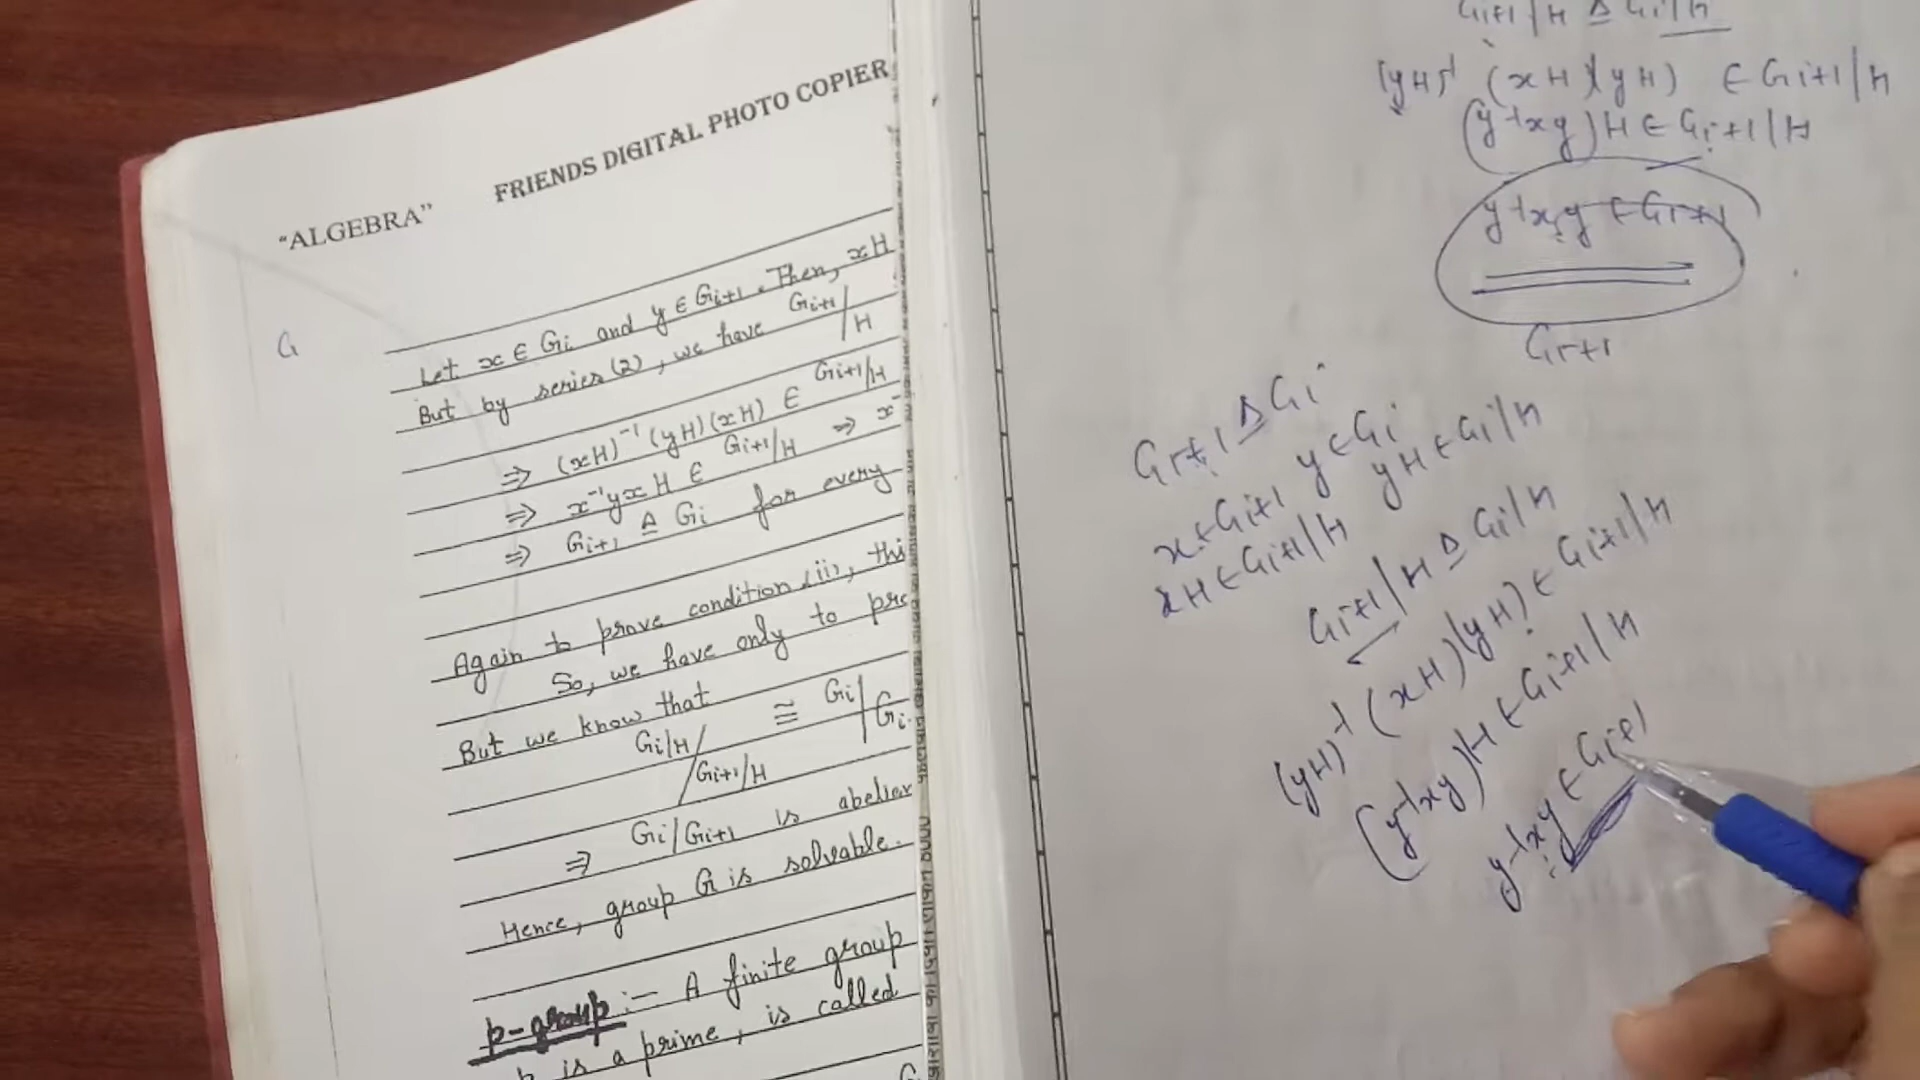 "ALGEBRA" FRIENDS DIGITAL PHOTO COPIER
G
Let x ∈ Gi and y ∈ Gi+1. Then, xH
But by series (2), we have Gi+1/H
⇒ (xH)⁻¹ (yH) (xH) ∈ Gi+1/H
⇒ x⁻¹yxH ∈ Gi+1/H ⇒ x⁻
⇒ Gi+1 ⊴ Gi for every
Again to prove condition (ii), thi
So, we have only to pro
But we know that
Gi/H / Gi+1/H ≅ Gi / Gi
⇒ Gi/Gi+1 is abelian
Hence, group G is solvable.
p-group :- A finite group
p is a prime, is called
Gi+1/H ⊴ Gi/H
(yH)⁻¹ (xH)(yH) ∈ Gi+1/H
(y⁻¹xy)H ∈ Gi+1/H
y⁻¹xy ∈ Gi+1
Gi+1
Gi+1 ⊴ Gi
x ∈ Gi+1 y ∈ Gi
xH ∈ Gi+1/H yH ∈ Gi/H
Gi+1/H ⊴ Gi/H
(yH)⁻¹ (xH)(yH) ∈ Gi+1/H
(y⁻¹xy)H ∈ Gi+1/H
y⁻¹xy ∈ Gi+1